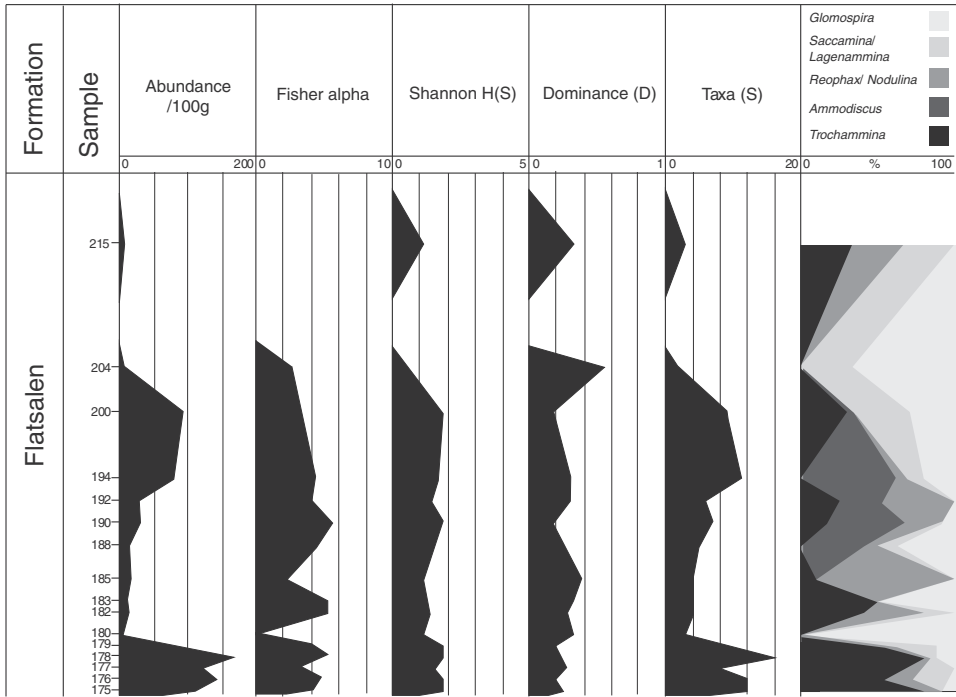 Formation
Sample
Abundance
/100g
Fisher alpha
Shannon H(S)
Dominance (D)
Taxa (S)
Glomospira
Saccamina/
Lagenammina
Reophax/ Nodulina
Ammodiscus
Trochammina
0 200 0 10 0 5 0 1 0 20 0 % 100
Flatsalen
215
204
200
194
192
190
188
185
183
182
180
179
178
177
176
175